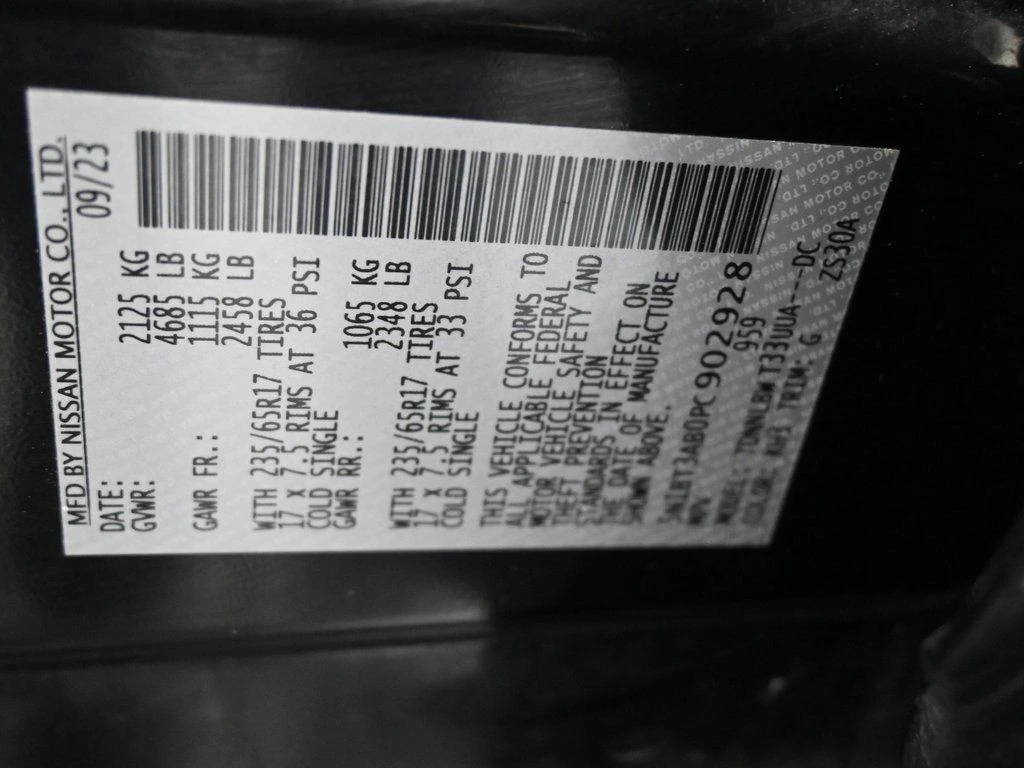 MFD BY NISSAN MOTOR CO., LTD.
DATE: 09/23
GVWR: 2125 KG
4685 LB
GAWR FR.: 1115 KG
2458 LB
WITH 235/65R17 TIRES
17 X 7.5 RIMS AT 36 PSI
COLD SINGLE
GAWR RR.: 1065 KG
2348 LB
WITH 235/65R17 TIRES
17 X 7.5 RIMS AT 33 PSI
COLD SINGLE
THIS VEHICLE CONFORMS TO
ALL APPLICABLE FEDERAL
MOTOR VEHICLE SAFETY AND
THEFT PREVENTION
STANDARDS IN EFFECT ON
THE DATE OF MANUFACTURE
SHOWN ABOVE.
5N1BT3AB0PC902928
MPV 959
MODEL: T33UUA---DC
COLOR: KH3 TRIM: G ZS30A